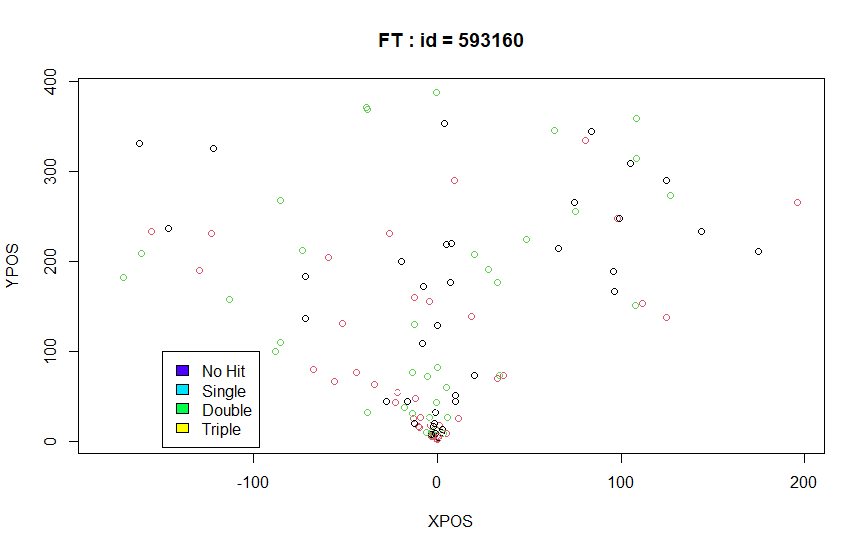 FT : id = 593160
400
300
200
100
0
YPOS
No Hit
Single
Double
Triple
-100 0 100 200
XPOS